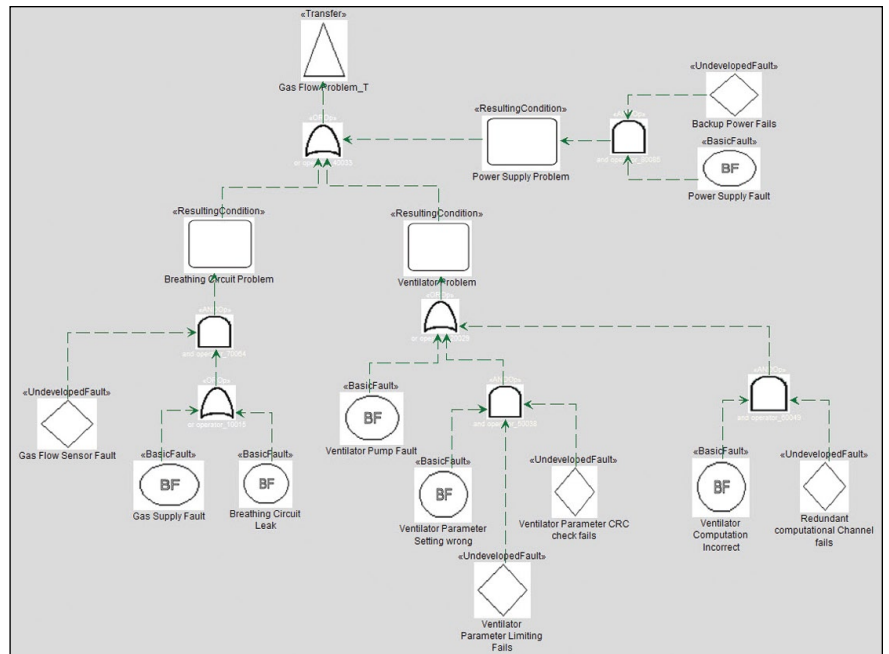 «Transfer»
Gas Flow Problem_T
«UndevelopedFault»
Backup Power Fails
«ResultingCondition»
Power Supply Problem
«BasicFault»
BF
Power Supply Fault
«ResultingCondition»
Breathing Circuit Problem
«ResultingCondition»
Ventilator Problem
«UndevelopedFault»
Gas Flow Sensor Fault
«BasicFault»
BF
Gas Supply Fault
«BasicFault»
BF
Breathing Circuit
Leak
«BasicFault»
BF
Ventilator Pump Fault
«BasicFault»
BF
Ventilator Parameter
Setting wrong
«UndevelopedFault»
Ventilator Parameter CRC
check fails
Ventilator
Parameter Limiting
Fails
«BasicFault»
BF
Ventilator
Computation
Incorrect
«UndevelopedFault»
Redundant
computational Channel
fails